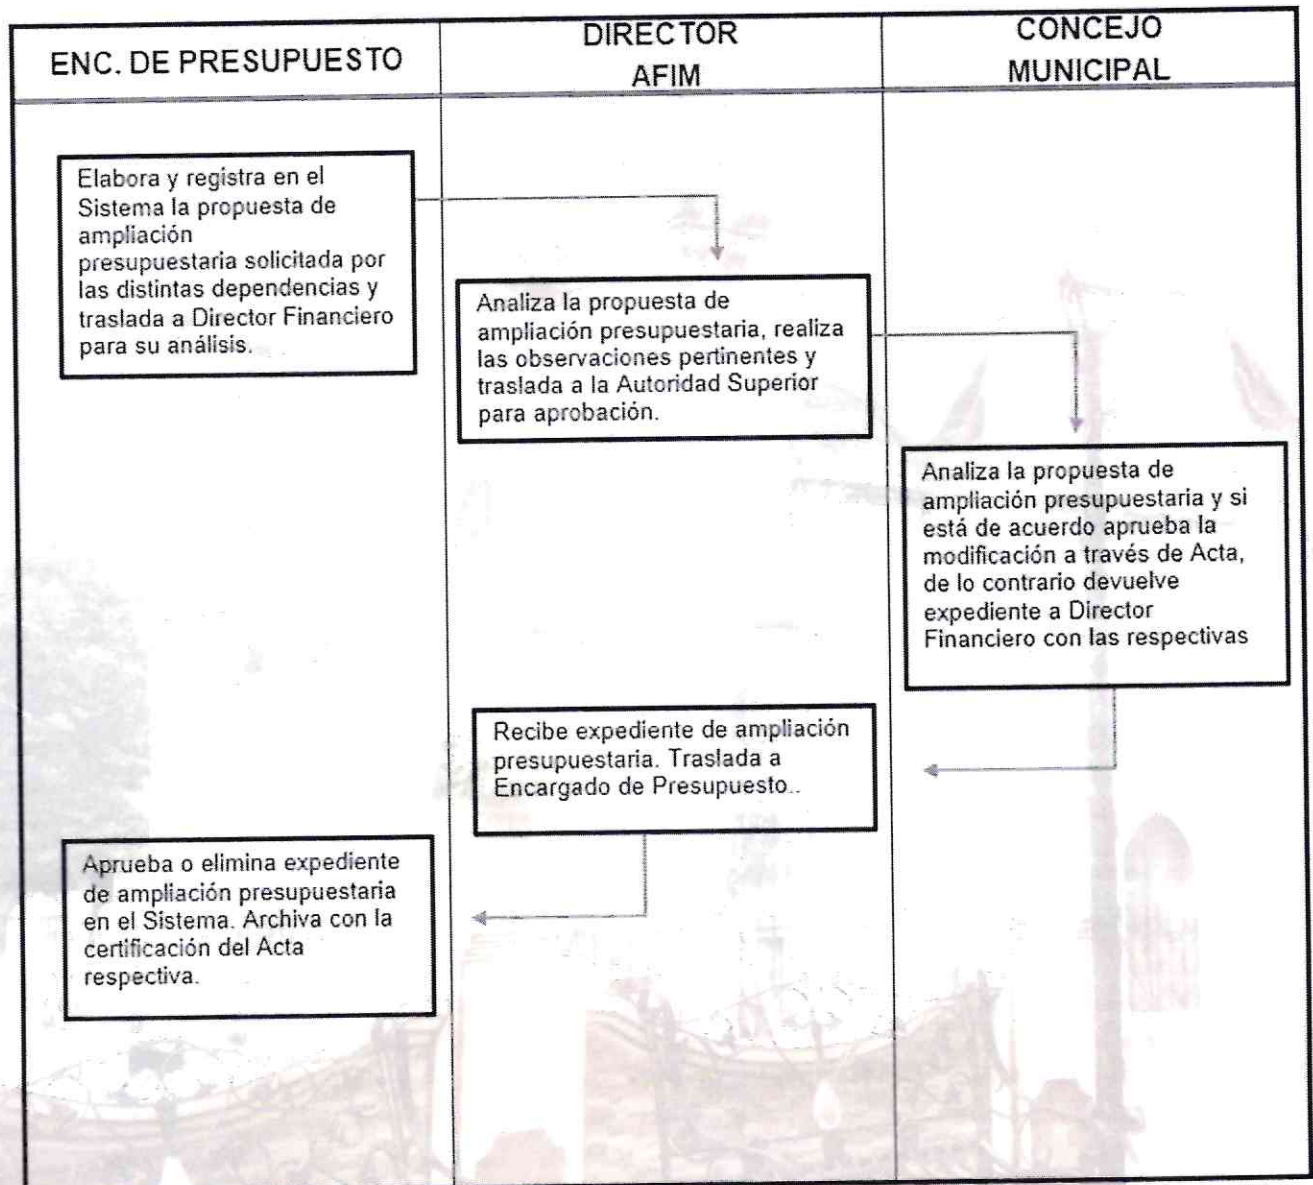 ENC. DE PRESUPUESTO
DIRECTOR
AFIM
CONCEJO
MUNICIPAL
Elabora y registra en el
Sistema la propuesta de
ampliación
presupuestaria solicitada por
las distintas dependencias y
traslada a Director Financiero
para su análisis.
Analiza la propuesta de
ampliación presupuestaria, realiza
las observaciones pertinentes y
traslada a la Autoridad Superior
para aprobación.
Analiza la propuesta de
ampliación presupuestaria y si
está de acuerdo aprueba la
modificación a través de Acta,
de lo contrario devuelve
expediente a Director
Financiero con las respectivas
Recibe expediente de ampliación
presupuestaria. Traslada a
Encargado de Presupuesto..
Aprueba o elimina expediente
de ampliación presupuestaria
en el Sistema. Archiva con la
certificación del Acta
respectiva.